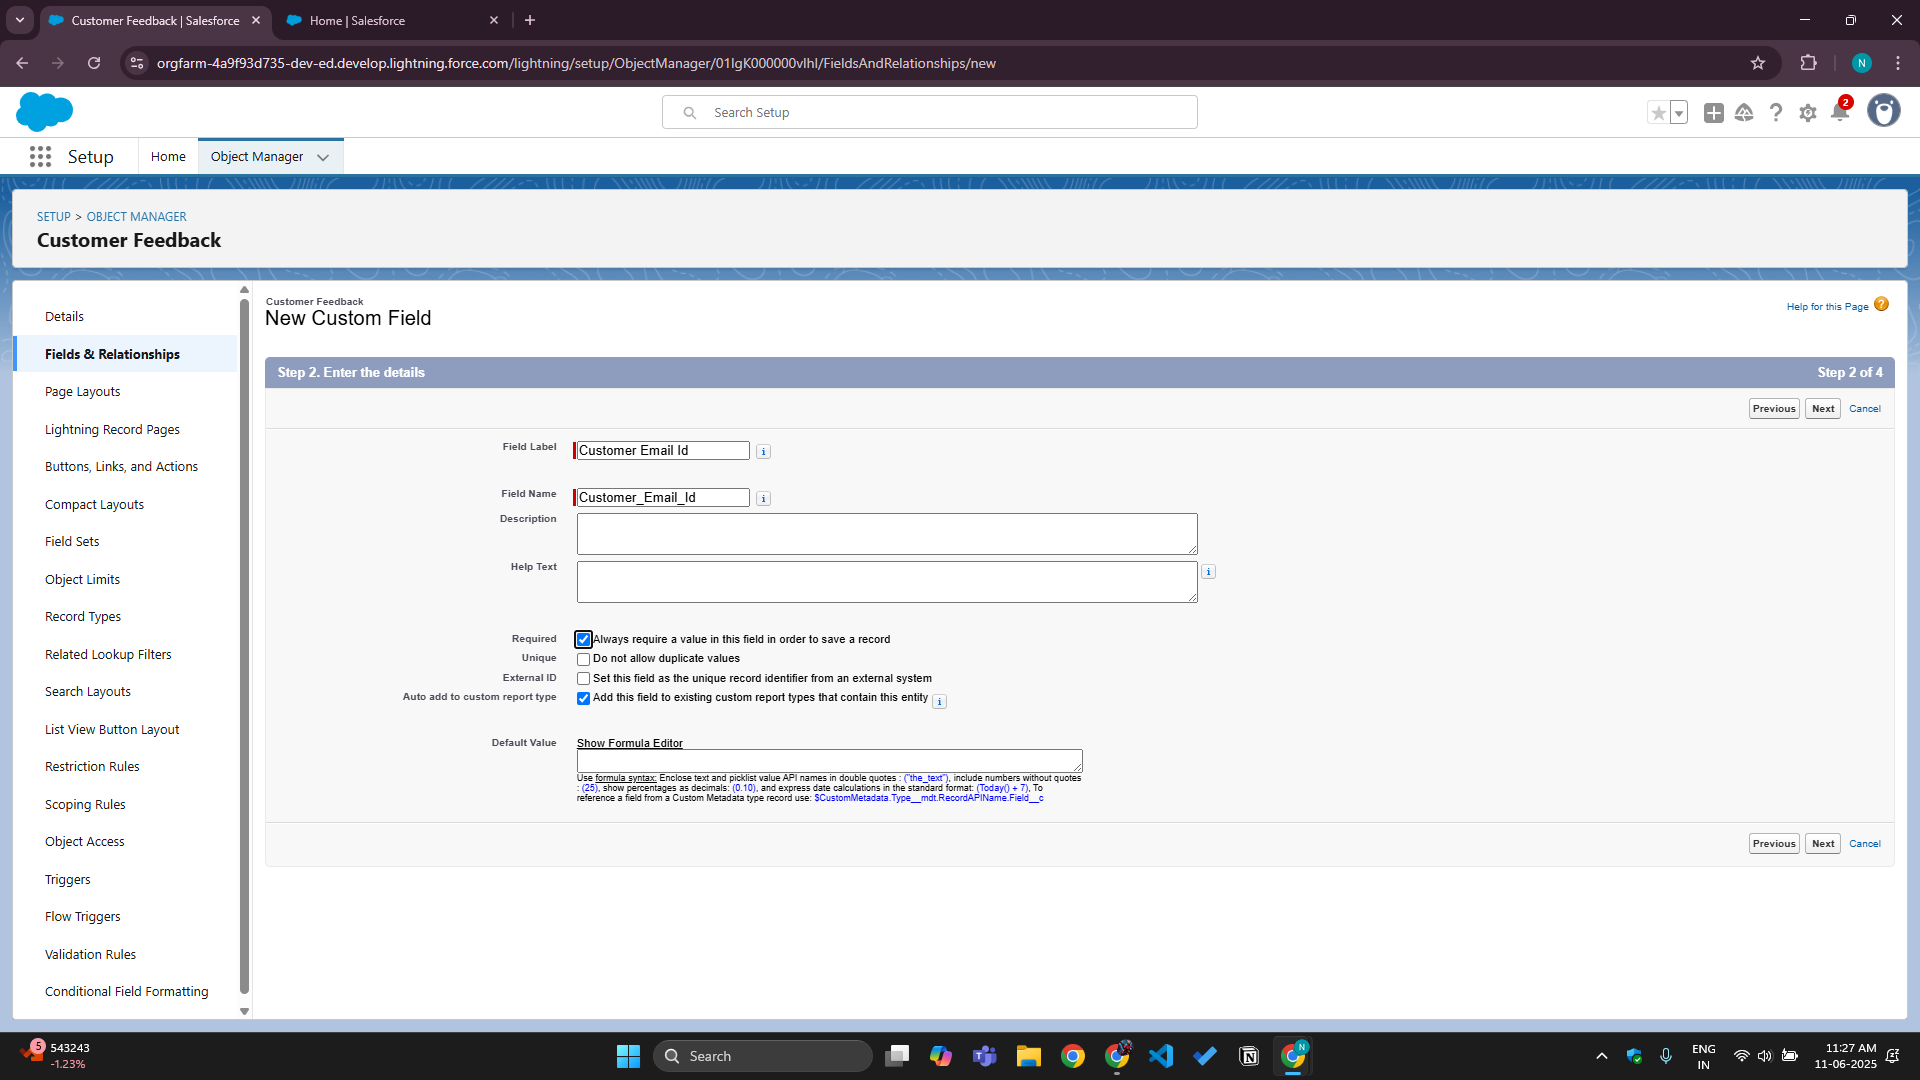 Customer Feedback | Salesforce
Home | Salesforce
orgfarm-4a9f93d735-dev-ed.develop.lightning.force.com/lightning/setup/ObjectManager/01IgK000000vlhl/FieldsAndRelationships/new
N
Search Setup
2
Setup
Home
Object Manager
SETUP > OBJECT MANAGER
Customer Feedback
Details
Fields & Relationships
Page Layouts
Lightning Record Pages
Buttons, Links, and Actions
Compact Layouts
Field Sets
Object Limits
Record Types
Related Lookup Filters
Search Layouts
List View Button Layout
Restriction Rules
Scoping Rules
Object Access
Triggers
Flow Triggers
Validation Rules
Conditional Field Formatting
Customer Feedback
New Custom Field
Help for this Page ?
Step 2. Enter the details
Step 2 of 4
Previous Next Cancel
Field Label Customer Email Id i
Field Name Customer_Email_Id i
Description
Help Text i
Required Always require a value in this field in order to save a record
Unique Do not allow duplicate values
External ID Set this field as the unique record identifier from an external system
Auto add to custom report type Add this field to existing custom report types that contain this entity i
Default Value Show Formula Editor
Use formula syntax: Enclose text and picklist value API names in double quotes : ("the_text"), include numbers without quotes
: (25), show percentages as decimals: (0.10), and express date calculations in the standard format: (Today() + 7), To
reference a field from a Custom Metadata type record use: $CustomMetadata.Type__mdt.RecordAPIName.Field__c
Previous Next Cancel
5
543243
-1.23%
Search
N
ENG
IN
11:27 AM
11-06-2025